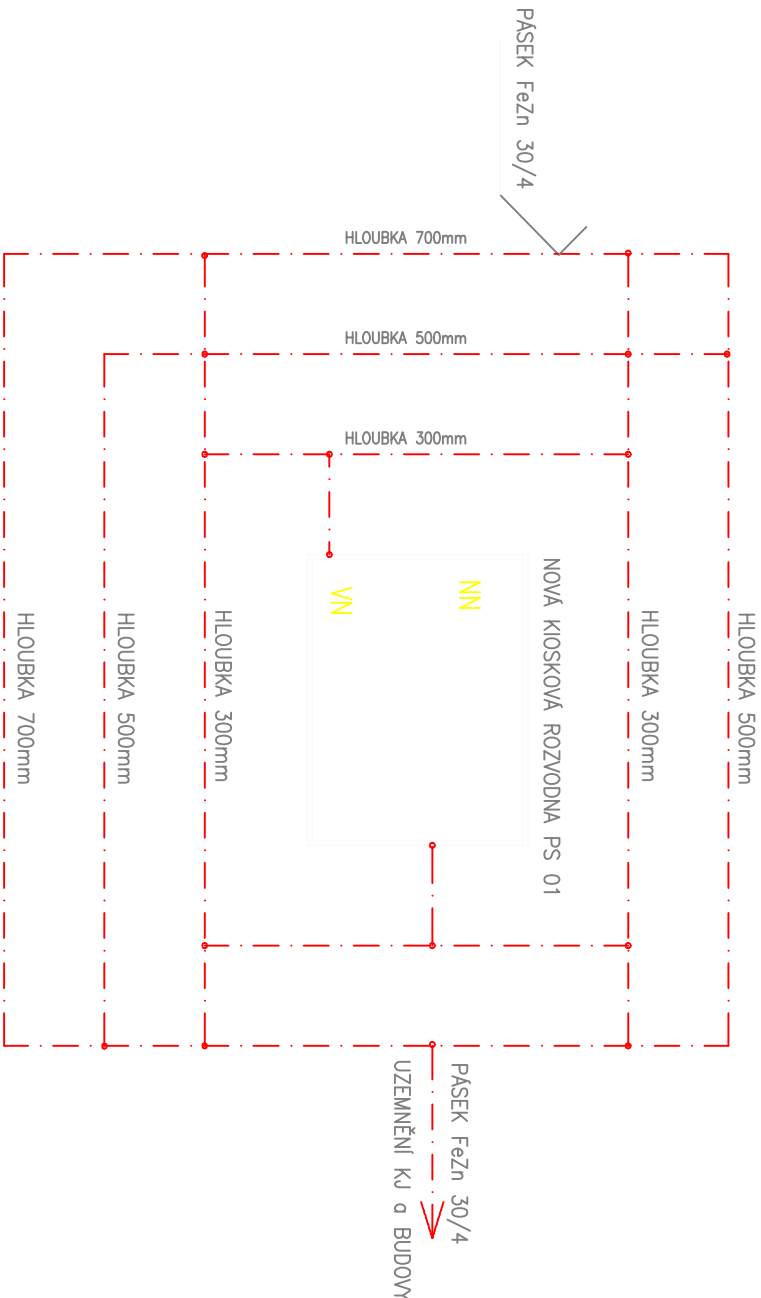 PÁSEK FeZn 30/4
HLOUBKA 700mm
HLOUBKA 500mm
HLOUBKA 300mm
NOVÁ KIOSKOVÁ ROZVODNA PS 01
NN
VN
HLOUBKA 500mm
HLOUBKA 300mm
HLOUBKA 300mm
HLOUBKA 500mm
HLOUBKA 700mm
PÁSEK FeZn 30/4
UZEMNĚNÍ KJ a BUDOVY